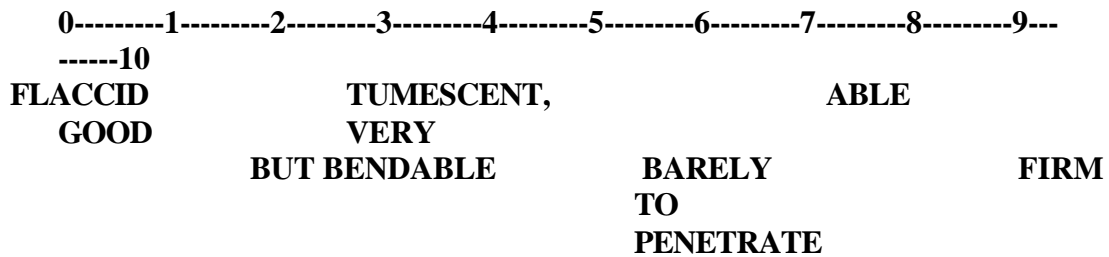 0---------1---------2---------3---------4---------5---------6---------7---------8---------9---
------10
FLACCID TUMESCENT, ABLE
GOOD VERY
BUT BENDABLE BARELY FIRM
TO
PENETRATE